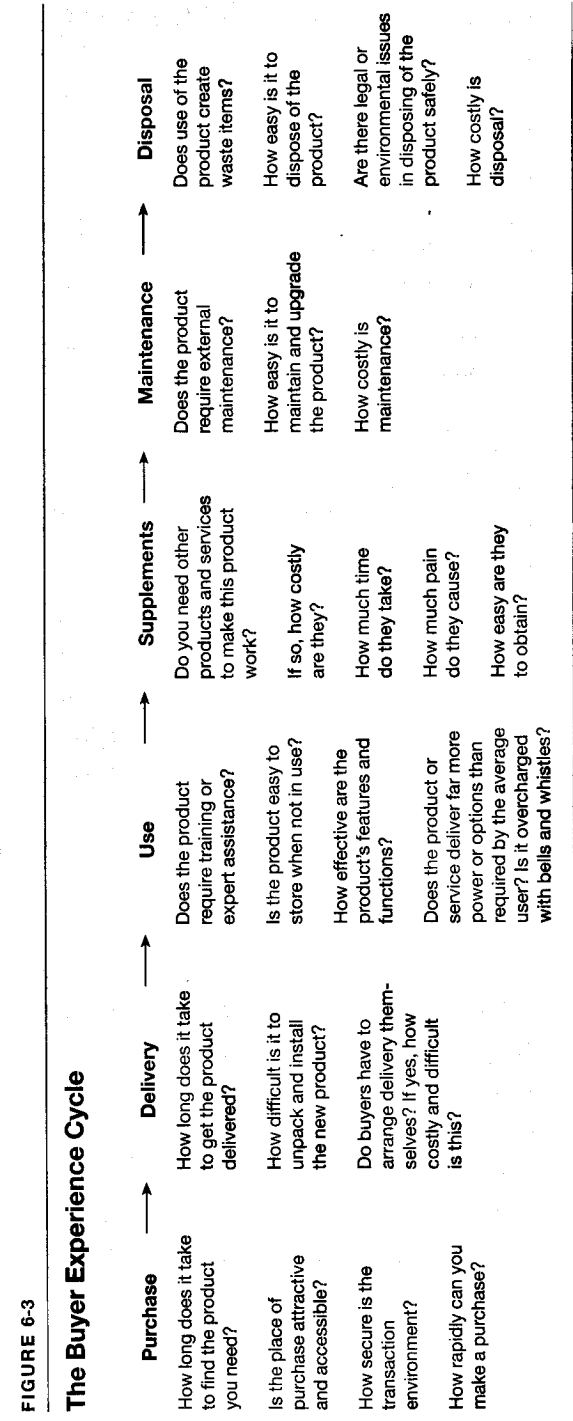 FIGURE 6-3
The Buyer Experience Cycle
Purchase
Delivery
Use
Supplements
Maintenance
Disposal
How long does it take
to find the product
you need?
Is the place of
purchase attractive
and accessible?
How secure is the
transaction
environment?
How rapidly can you
make a purchase?
How long does it take
to get the product
delivered?
How difficult is it to
unpack and install
the new product?
Do buyers have to
arrange delivery them-
selves? If yes, how
costly and difficult
is this?
Does the product
require training or
expert assistance?
Is the product easy to
store when not in use?
How effective are the
product's features and
functions?
Does the product or
service deliver far more
power or options than
required by the average
user? Is it overcharged
with bells and whistles?
Do you need other
products and services
to make this product
work?
If so, how costly
are they?
How much time
do they take?
How much pain
do they cause?
How easy are they
to obtain?
Does the product
require external
maintenance?
How easy is it to
maintain and upgrade
the product?
How costly is
maintenance?
Does use of the
product create
waste items?
How easy is it to
dispose of the
product?
Are there legal or
environmental issues
in disposing of the
product safely?
How costly is
disposal?